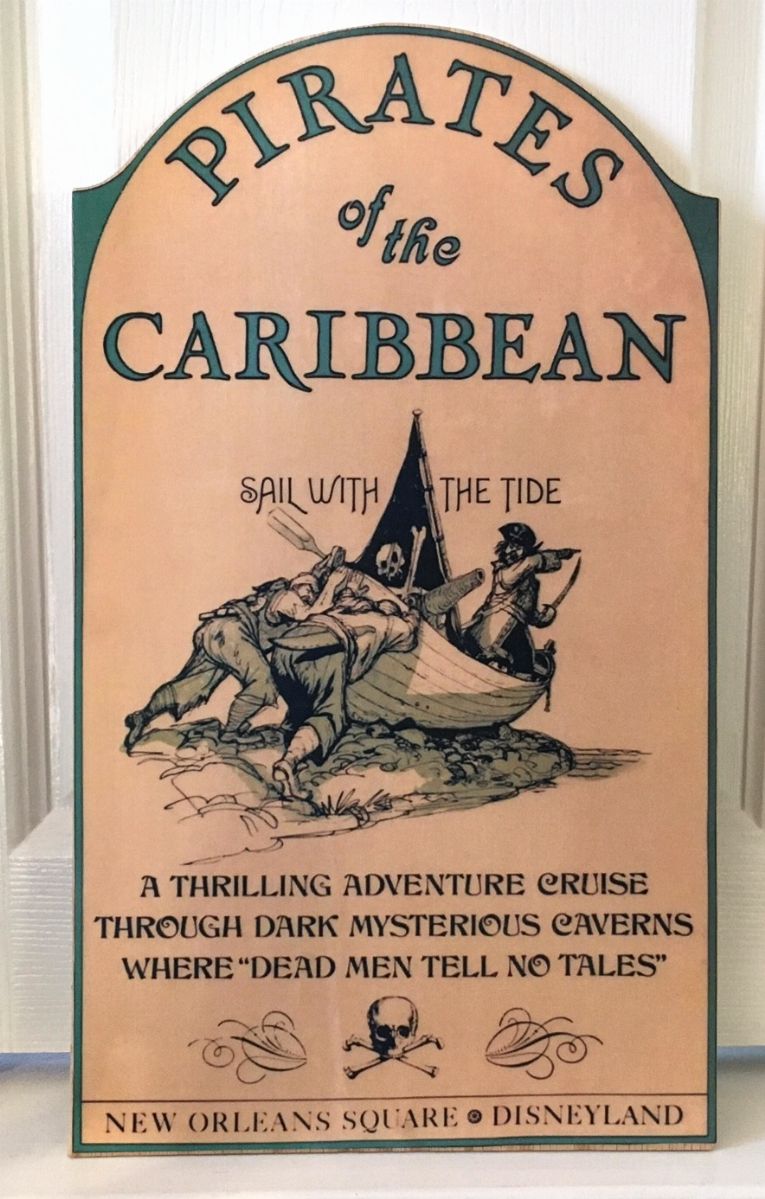 PIRATES
of the
CARIBBEAN
SAIL WITH THE TIDE
A THRILLING ADVENTURE CRUISE
THROUGH DARK MYSTERIOUS CAVERNS
WHERE "DEAD MEN TELL NO TALES"
NEW ORLEANS SQUARE DISNEYLAND